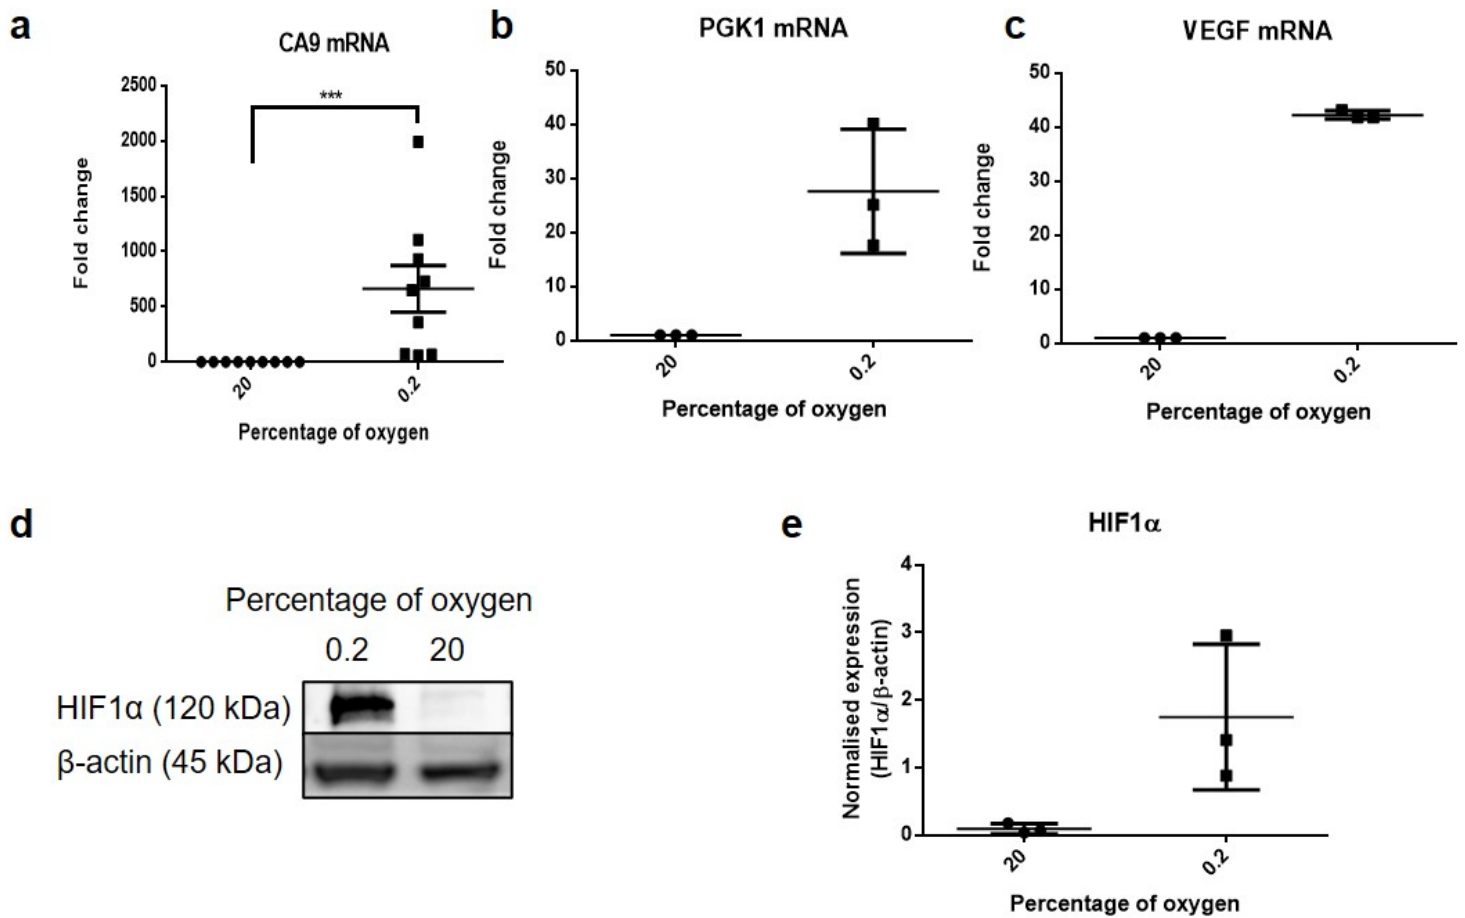 a
CA9 mRNA
Fold change
2500
2000
1500
1000
500
0
***
20
0.2
Percentage of oxygen
b
PGK1 mRNA
Fold change
50
40
30
20
10
0
20
0.2
Percentage of oxygen
c
VEGF mRNA
Fold change
50
40
30
20
10
0
20
0.2
Percentage of oxygen
d
Percentage of oxygen
0.2 20
HIF1α (120 kDa)
β-actin (45 kDa)
e
HIF1α
Normalised expression
(HIF1α/β-actin)
4
3
2
1
0
20
0.2
Percentage of oxygen